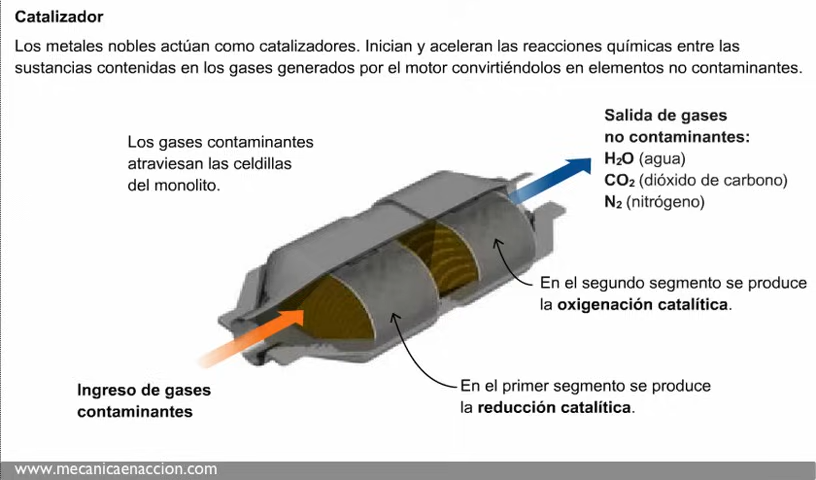 Catalizador
Los metales nobles actúan como catalizadores. Inician y aceleran las reacciones químicas entre las
sustancias contenidas en los gases generados por el motor convirtiéndolos en elementos no contaminantes.
Los gases contaminantes
atraviesan las celdillas
del monolito.
Salida de gases
no contaminantes:
H₂O (agua)
CO₂ (dióxido de carbono)
N₂ (nitrógeno)
En el segundo segmento se produce
la oxigenación catalítica.
En el primer segmento se produce
la reducción catalítica.
Ingreso de gases
contaminantes
www.mecanicaenaccion.com